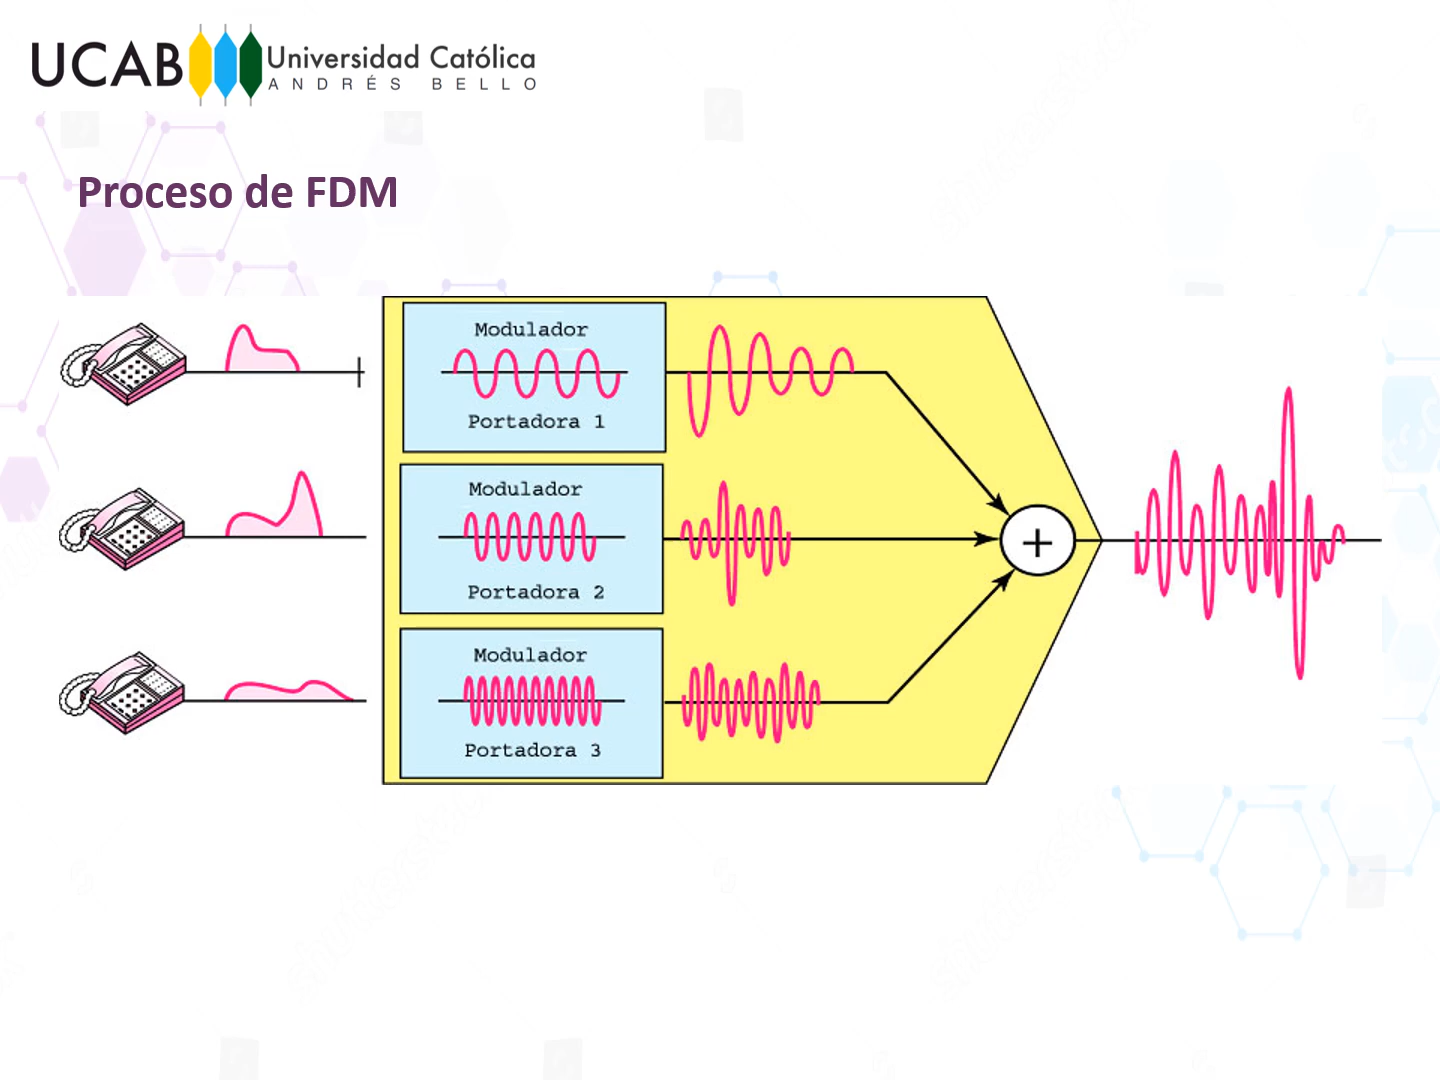 UCAB Universidad Católica
ANDRÉS BELLO
Proceso de FDM
Modulador
Portadora 1
Modulador
Portadora 2
+
Modulador
Portadora 3